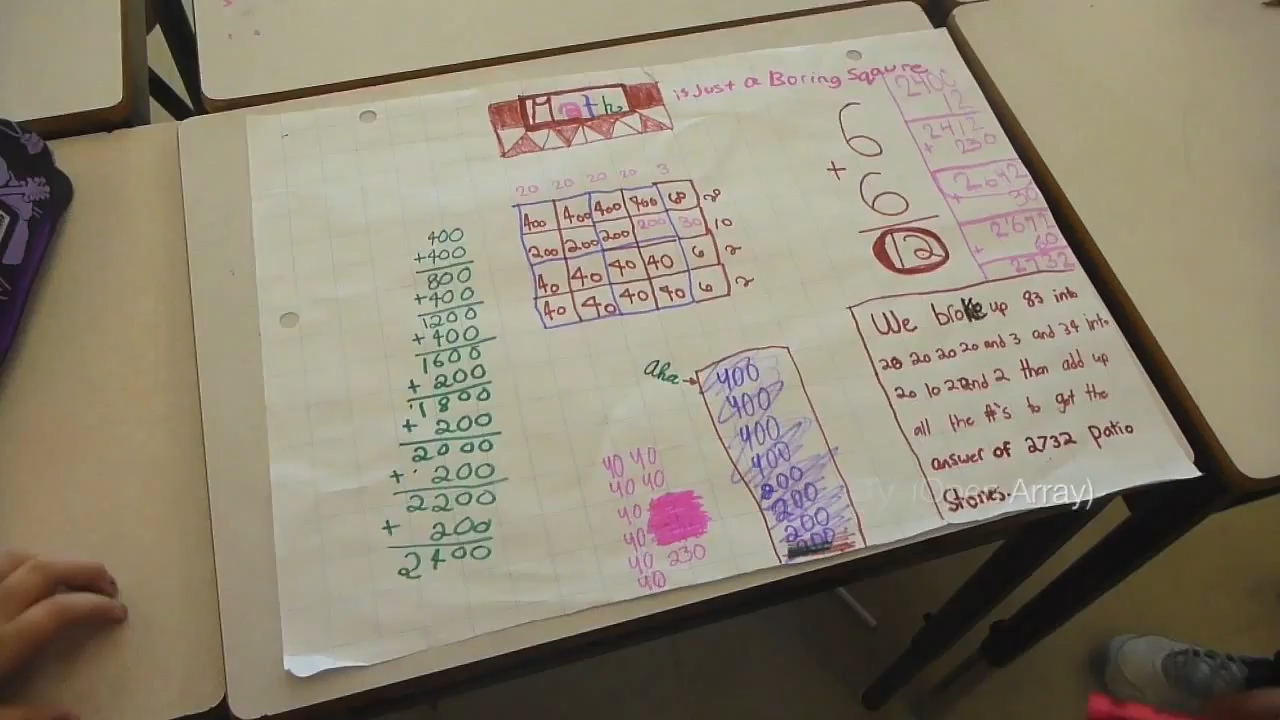 Math is Just a Boring Sqaure
400
+400
800
+400
1200
+400
1600
+200
1800
+200
2000
+200
2200
+200
2400
20 20 20 20 3
400 400 400 400 60
200 200 200 200 30 10
40 40 40 40 6 2
40 40 40 40 6 2
Aha
400
400
400
400
200
200
200
40 40
40 40
40
40
40 230
40
6
+ 6
12
2400
12
2412
+ 230
2642
+ 30
2672
+ 60
2732
We broke up 83 into
20 20 20 20 and 3 and 34 into
20 10 2 and 2 then add up
all the #'s to get the
answer of 2732 patio
Stones.
(Open Array)